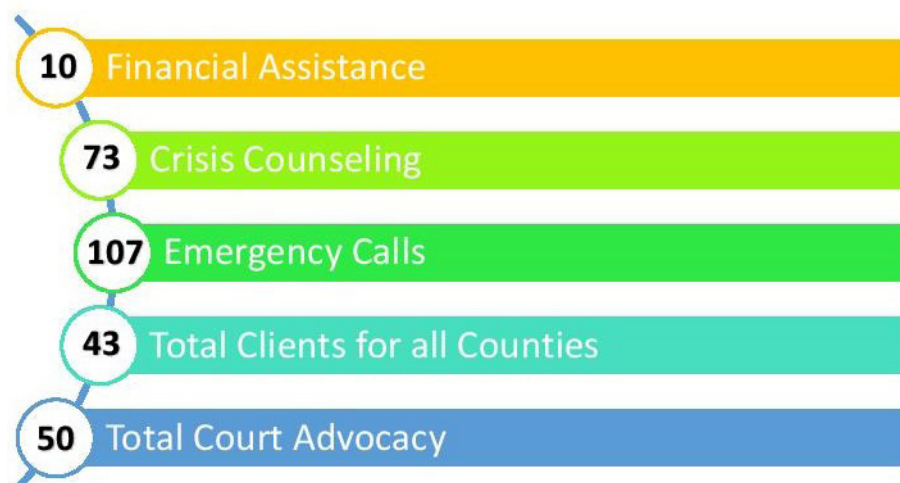 10 Financial Assistance
73 Crisis Counseling
107 Emergency Calls
43 Total Clients for all Counties
50 Total Court Advocacy